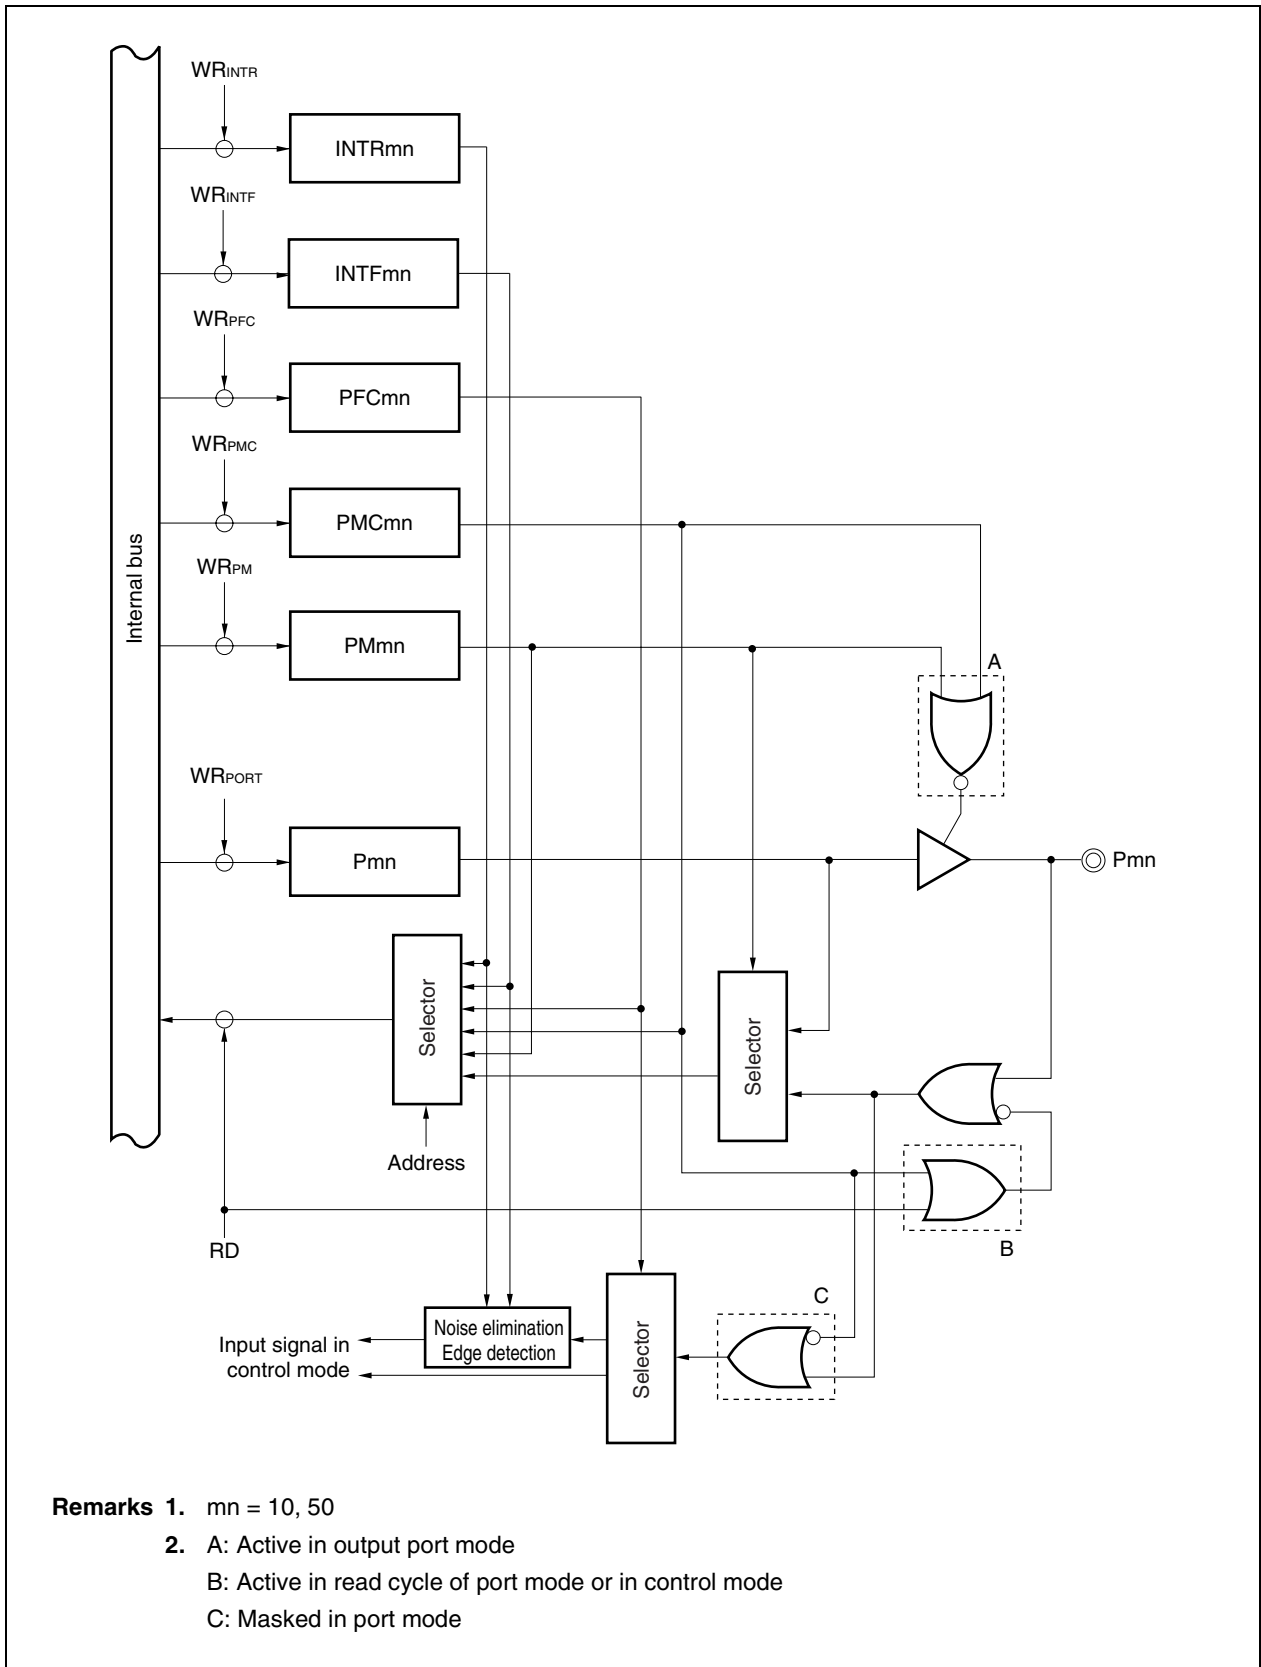 WRINTR
INTRmn
WRINTF
INTFmn
WRPFC
PFCmn
WRPMC
PMCmn
Internal bus
WRPM
PMmn
A
WRPORT
Pmn
Pmn
Selector
Selector
Address
RD
B
C
Noise elimination
Edge detection
Input signal in
control mode
Selector
Remarks 1. mn = 10, 50
2. A: Active in output port mode
B: Active in read cycle of port mode or in control mode
C: Masked in port mode